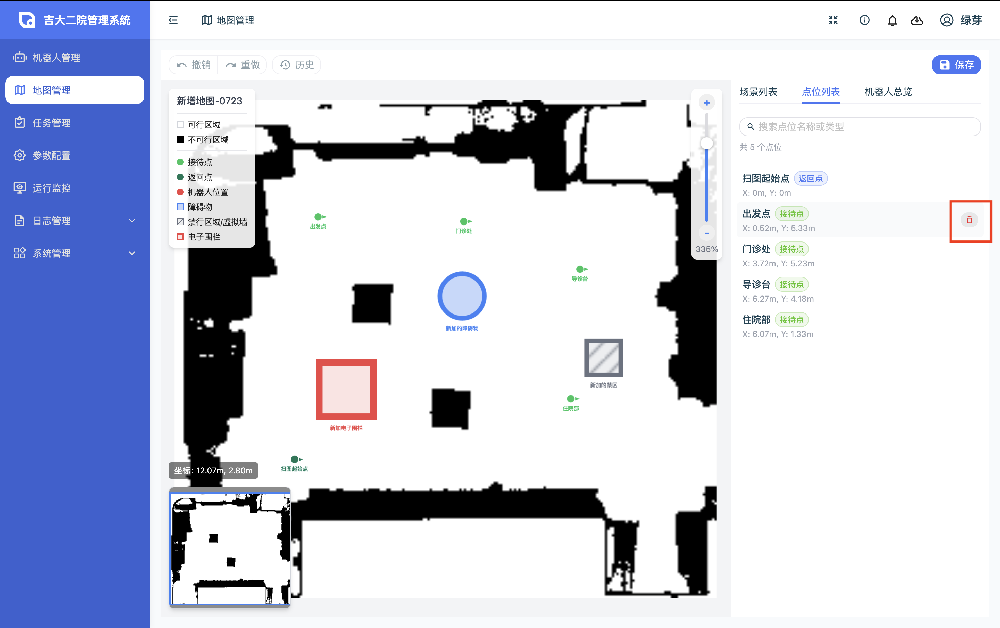 吉大二院管理系统
地图管理
绿芽
机器人管理
地图管理
任务管理
参数配置
运行监控
日志管理
系统管理
撤销
重做
历史
保存
新增地图-0723
可行区域
不可行区域
接待点
返回点
机器人位置
障碍物
禁行区域/虚拟墙
电子围栏
+
-
335%
出发点
门诊处
导诊台
新加的障碍物
新加的禁区
住院部
新加电子围栏
扫图起始点
坐标: 12.07m, 2.80m
场景列表
点位列表
机器人总览
搜索点位名称或类型
共 5 个点位
扫图起始点 返回点
X: 0m, Y: 0m
出发点 接待点
X: 0.52m, Y: 5.33m
门诊处 接待点
X: 3.72m, Y: 5.23m
导诊台 接待点
X: 6.27m, Y: 4.18m
住院部 接待点
X: 6.07m, Y: 1.33m